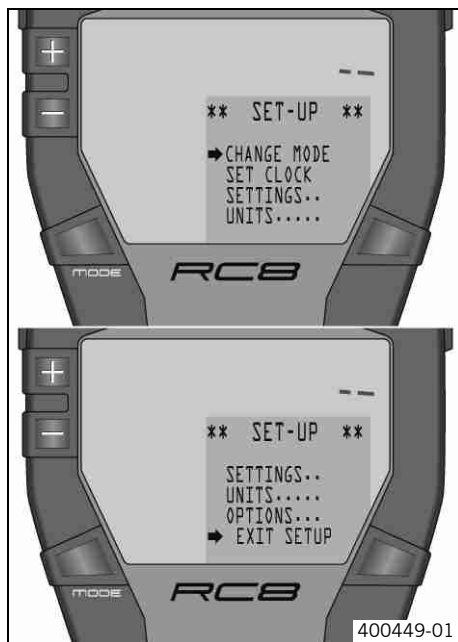 +
--
** SET-UP **
➡CHANGE MODE
SET CLOCK
SETTINGS..
UNITS.....
-
MODE
RC8
+
--
** SET-UP **
SETTINGS..
UNITS.....
OPTIONS...
➡ EXIT SETUP
-
MODE
RC8
400449-01